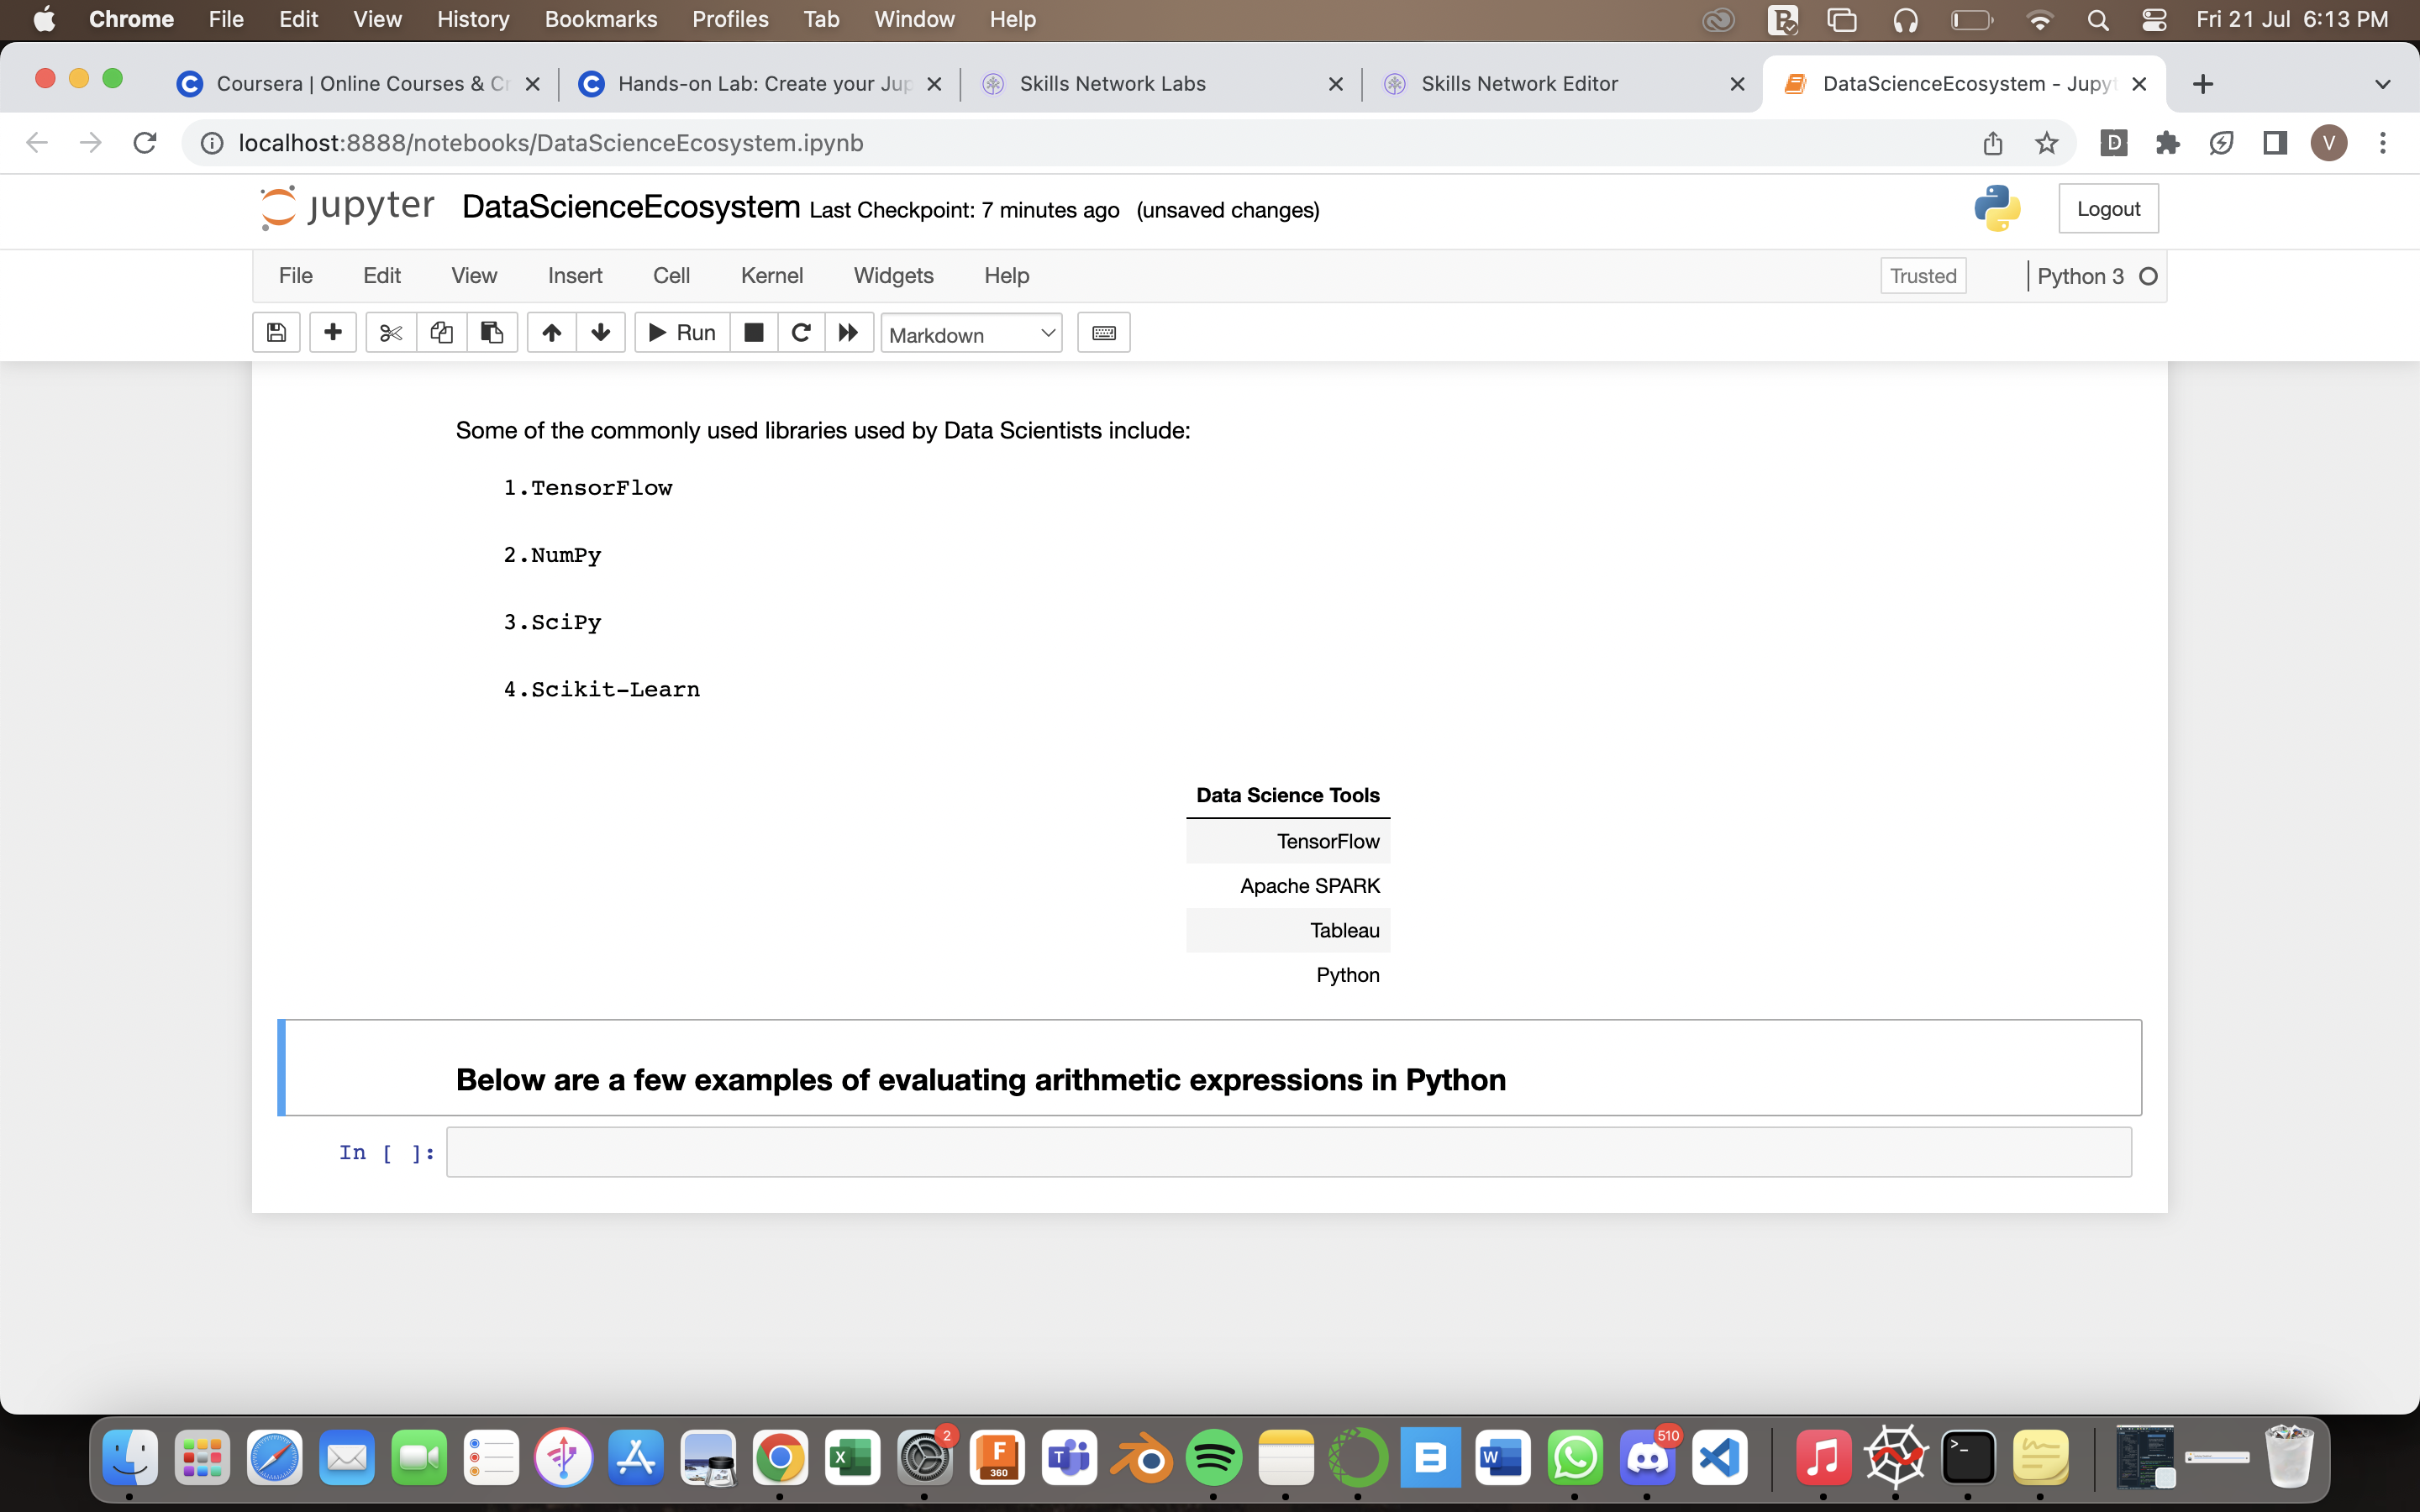 Chrome File Edit View History Bookmarks Profiles Tab Window Help Fri 21 Jul 6:13 PM
Coursera | Online Courses & Cr Hands-on Lab: Create your Jup Skills Network Labs Skills Network Editor DataScienceEcosystem - Jupyt
localhost:8888/notebooks/DataScienceEcosystem.ipynb D V
jupyter DataScienceEcosystem Last Checkpoint: 7 minutes ago (unsaved changes) Logout
File Edit View Insert Cell Kernel Widgets Help Trusted Python 3
Run Markdown
Some of the commonly used libraries used by Data Scientists include:
1.TensorFlow
2.NumPy
3.SciPy
4.Scikit-Learn
Data Science Tools
TensorFlow
Apache SPARK
Tableau
Python
Below are a few examples of evaluating arithmetic expressions in Python
In [ ]:
2 510
F 360